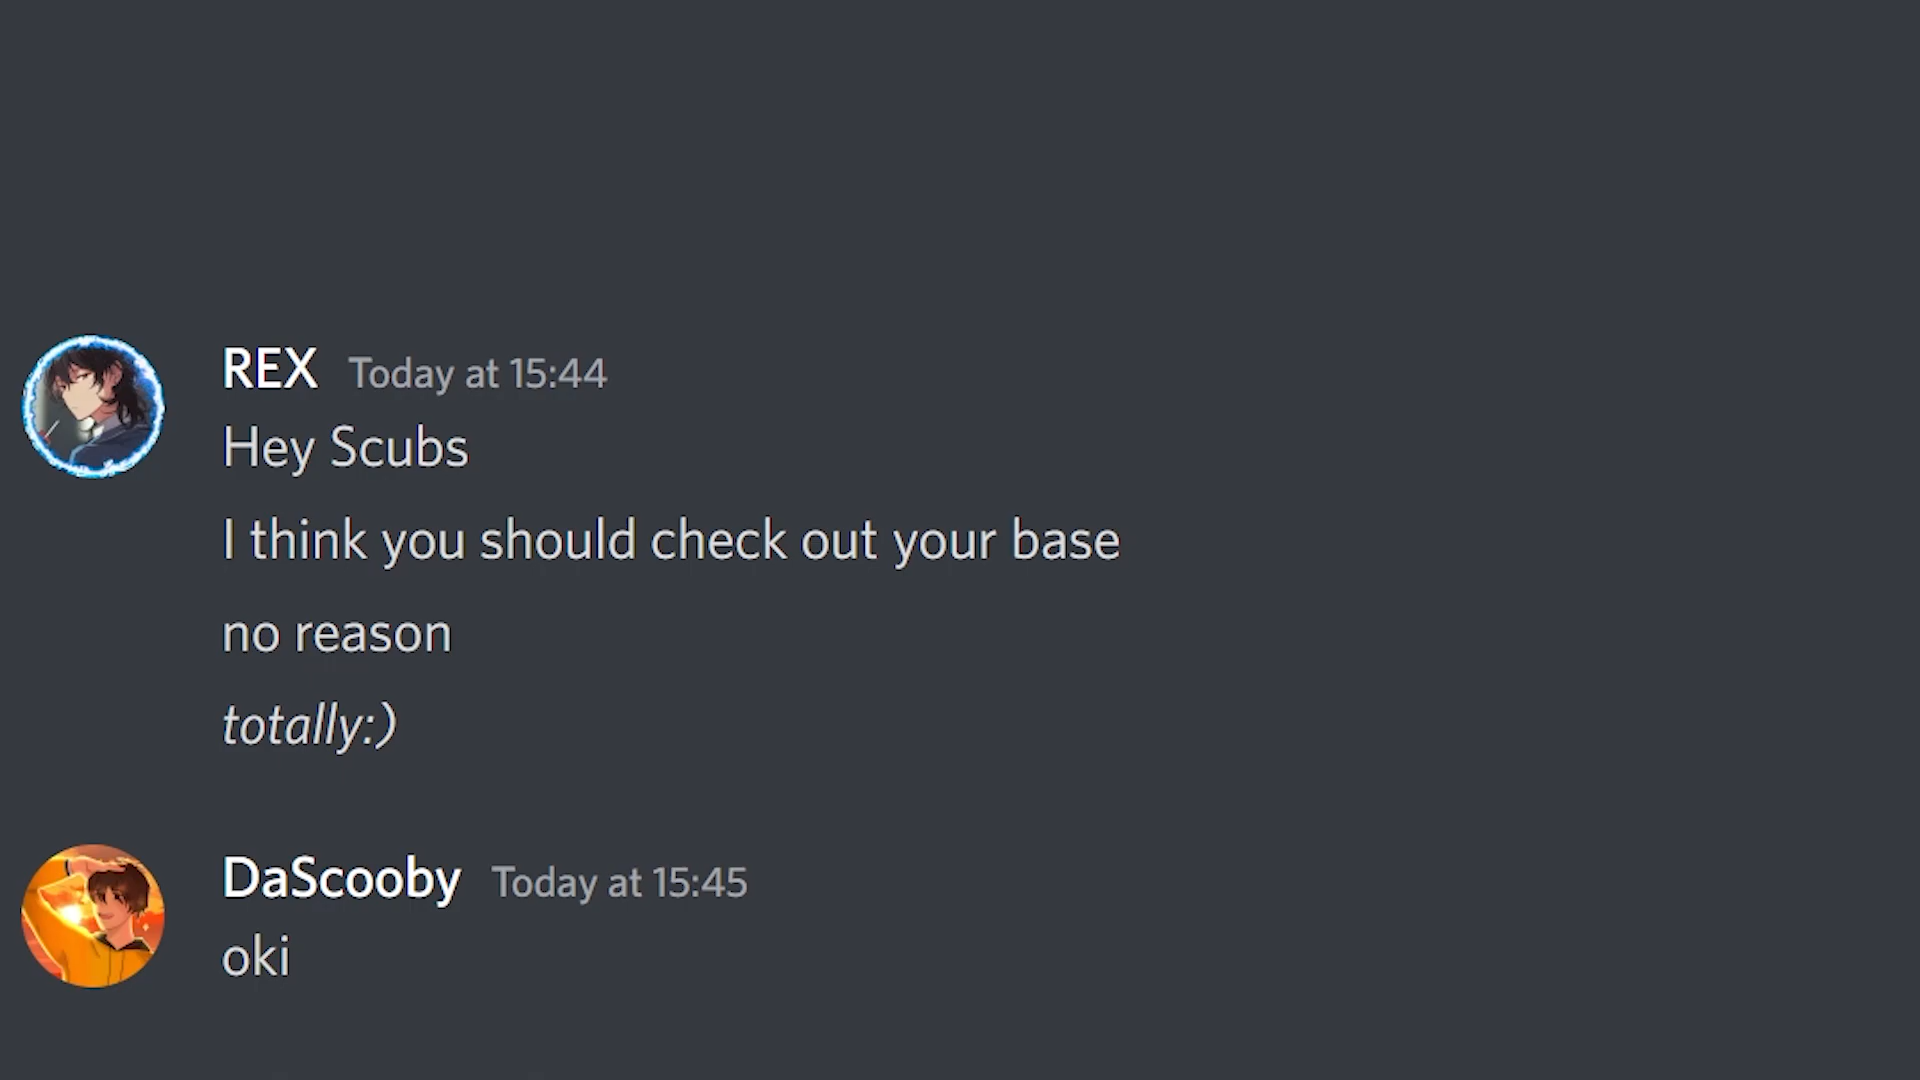 REX Today at 15:44
Hey Scubs
I think you should check out your base
no reason
totally:)
DaScooby Today at 15:45
oki